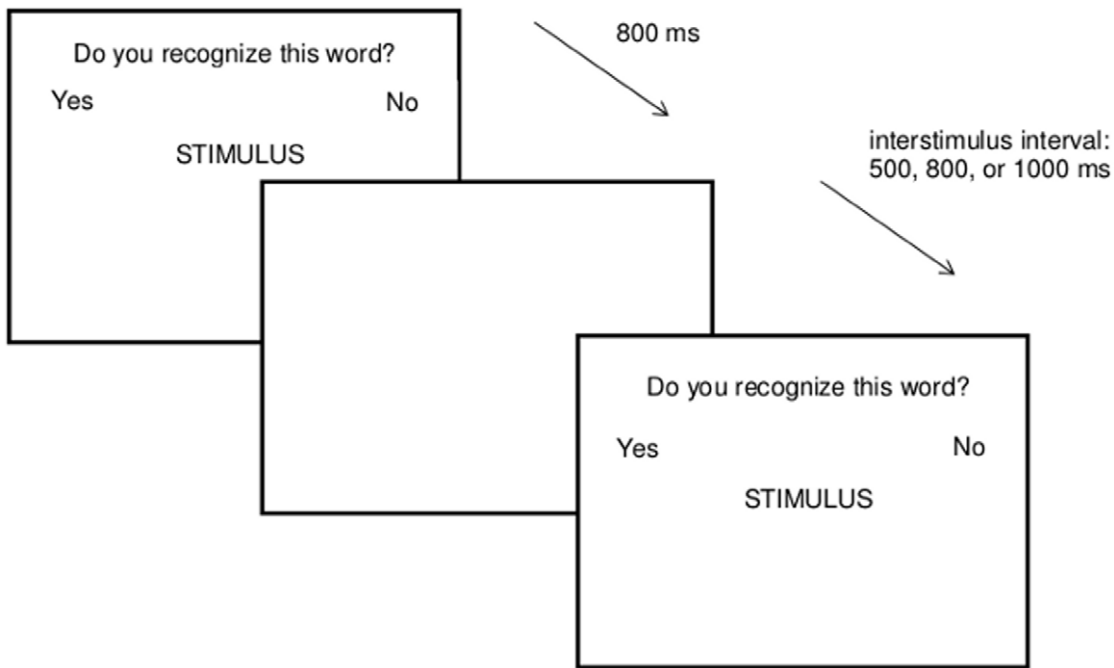 Do you recognize this word?
Yes No
STIMULUS
800 ms
interstimulus interval:
500, 800, or 1000 ms
Do you recognize this word?
Yes No
STIMULUS